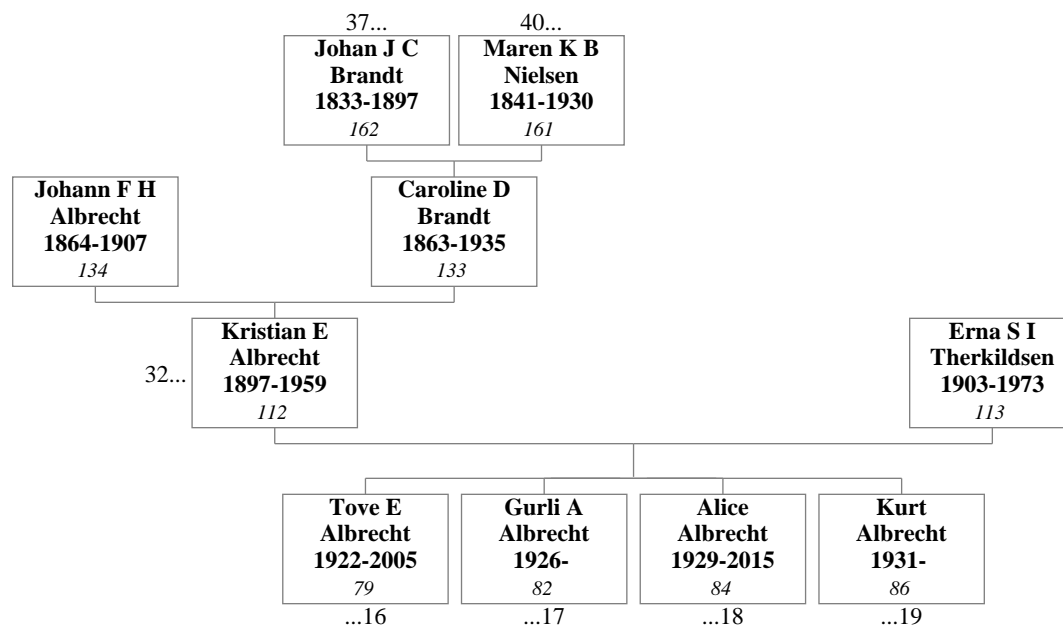 37...
Johan J C
Brandt
1833-1897
162
40...
Maren K B
Nielsen
1841-1930
161
Johann F H
Albrecht
1864-1907
134
Caroline D
Brandt
1863-1935
133
32...
Kristian E
Albrecht
1897-1959
112
Erna S I
Therkildsen
1903-1973
113
Tove E
Albrecht
1922-2005
79
...16
Gurli A
Albrecht
1926-
82
...17
Alice
Albrecht
1929-2015
84
...18
Kurt
Albrecht
1931-
86
...19